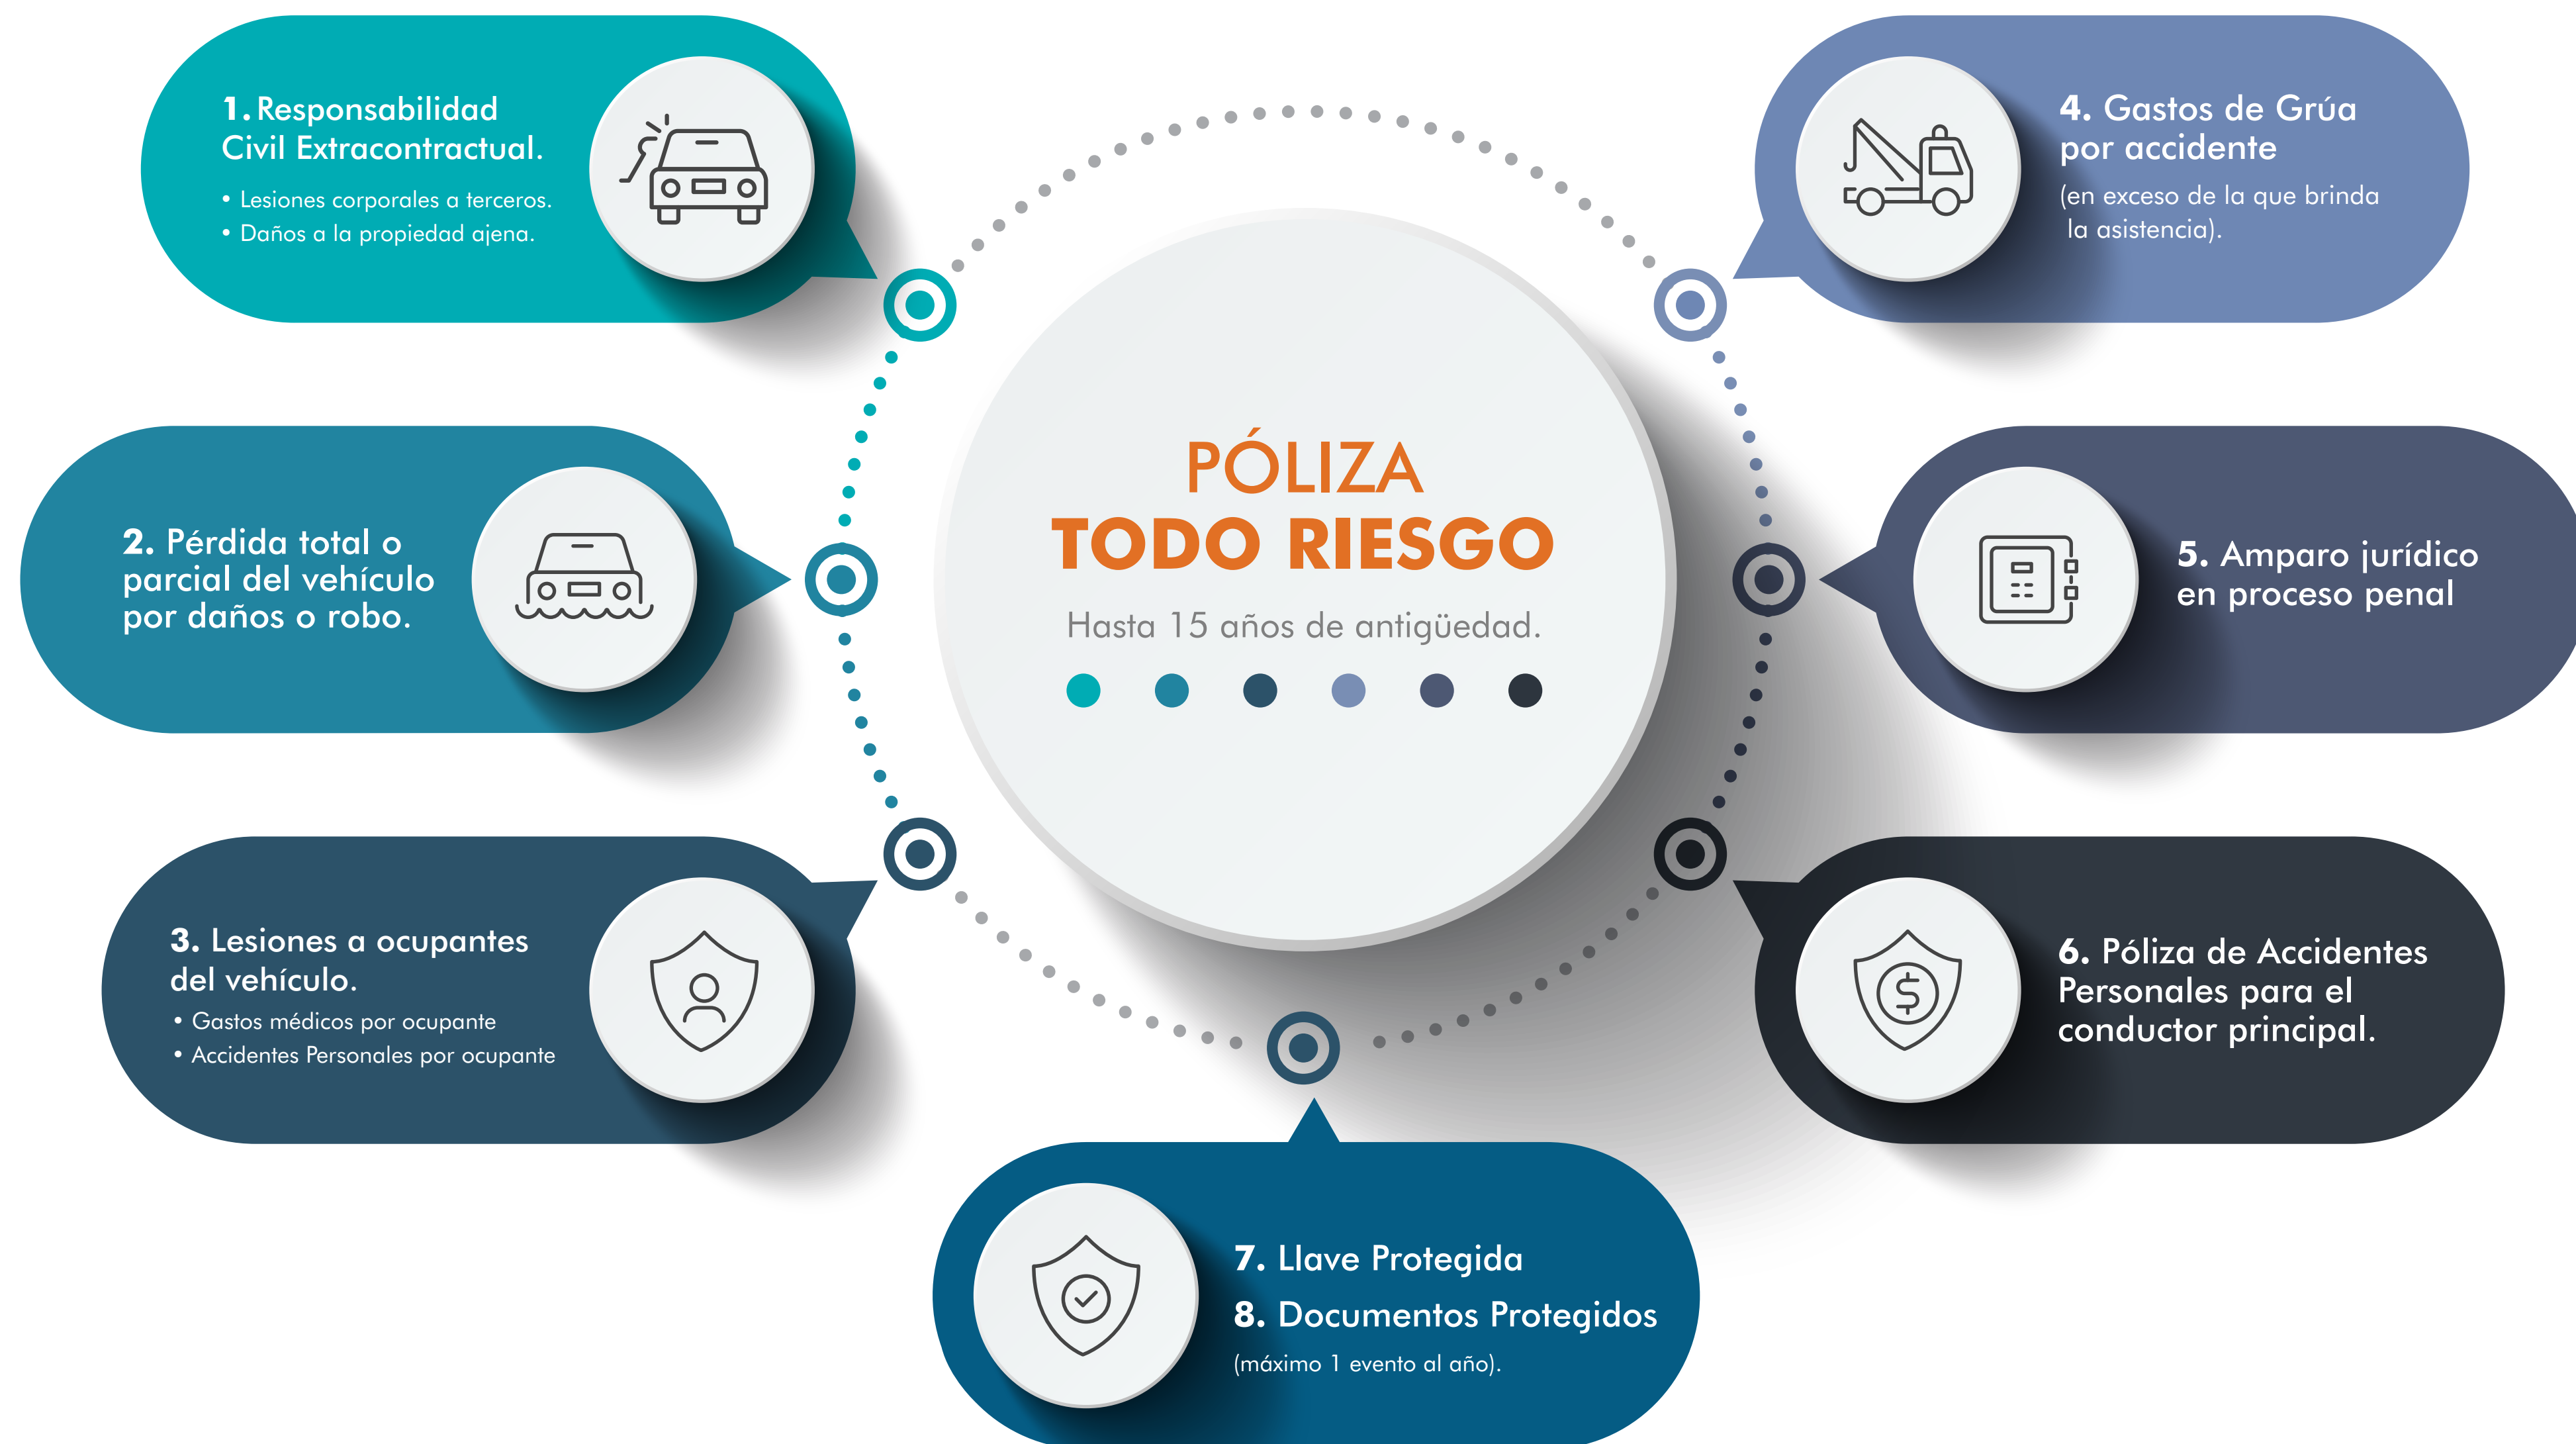 1. Responsabilidad
Civil Extracontractual.
• Lesiones corporales a terceros.
• Daños a la propiedad ajena.
2. Pérdida total o
parcial del vehículo
por daños o robo.
3. Lesiones a ocupantes
del vehículo.
• Gastos médicos por ocupante
• Accidentes Personales por ocupante
PÓLIZA
TODO RIESGO
Hasta 15 años de antigüedad.
4. Gastos de Grúa
por accidente
(en exceso de la que brinda
la asistencia).
5. Amparo jurídico
en proceso penal
6. Póliza de Accidentes
Personales para el
conductor principal.
7. Llave Protegida
8. Documentos Protegidos
(máximo 1 evento al año).